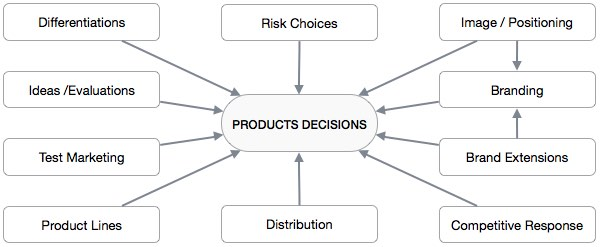 Differentiations
Risk Choices
Image / Positioning
Ideas /Evaluations
Branding
PRODUCTS DECISIONS
Test Marketing
Brand Extensions
Product Lines
Distribution
Competitive Response